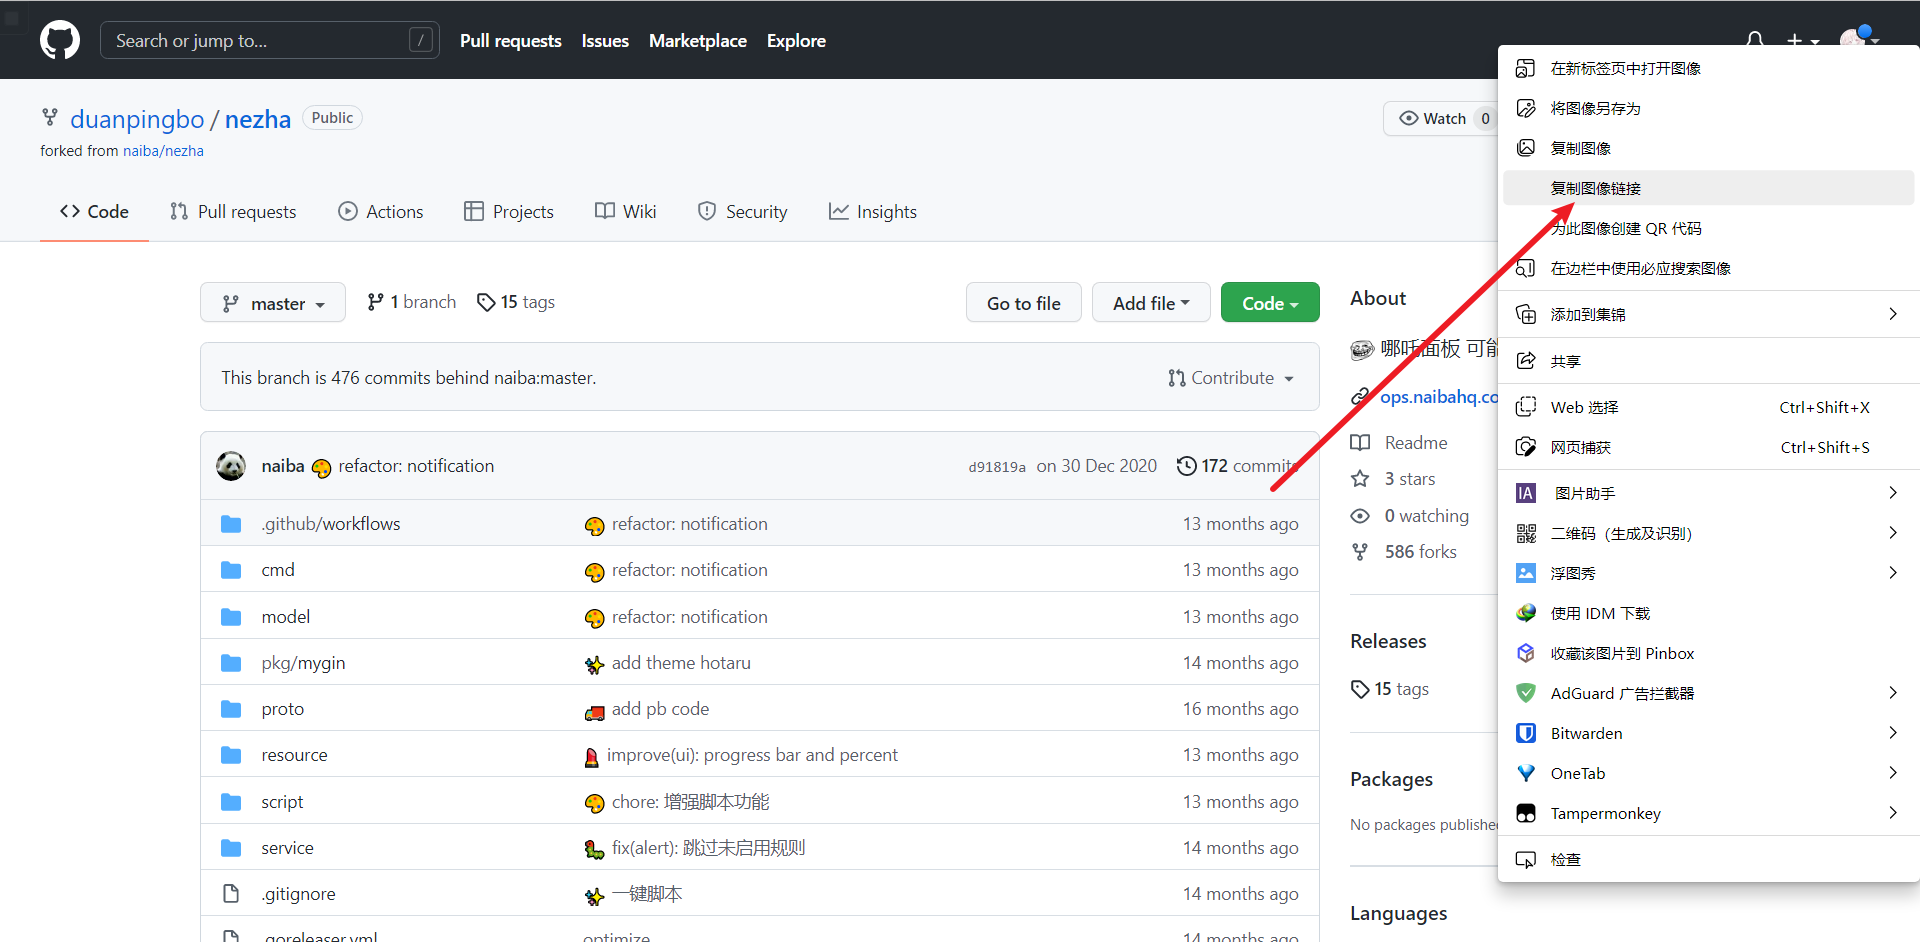 Search or jump to... /
Pull requests Issues Marketplace Explore
duanpingbo / nezha Public
forked from naiba/nezha
Watch 0
Code Pull requests Actions Projects Wiki Security Insights
master 1 branch 15 tags
Go to file Add file Code
This branch is 476 commits behind naiba:master.
Contribute
naiba refactor: notification d91819a on 30 Dec 2020 172 commits
.github/workflows refactor: notification 13 months ago
cmd refactor: notification 13 months ago
model refactor: notification 13 months ago
pkg/mygin add theme hotaru 14 months ago
proto add pb code 16 months ago
resource improve(ui): progress bar and percent 13 months ago
script chore: 增强脚本功能 13 months ago
service fix(alert): 跳过未启用规则 14 months ago
.gitignore 一键脚本 14 months ago
.goreleaser.yml optimize 14 months ago
About
哪吒面板 可能
ops.naibahq.co
Readme
3 stars
0 watching
586 forks
Releases
15 tags
Packages
No packages published
Languages
在新标签页中打开图像
将图像另存为
复制图像
复制图像链接
为此图像创建 QR 代码
在边栏中使用必应搜索图像
添加到集锦
共享
Web 选择 Ctrl+Shift+X
网页捕获 Ctrl+Shift+S
IA 图片助手
二维码（生成及识别）
浮图秀
使用 IDM 下载
收藏该图片到 Pinbox
AdGuard 广告拦截器
Bitwarden
OneTab
Tampermonkey
检查